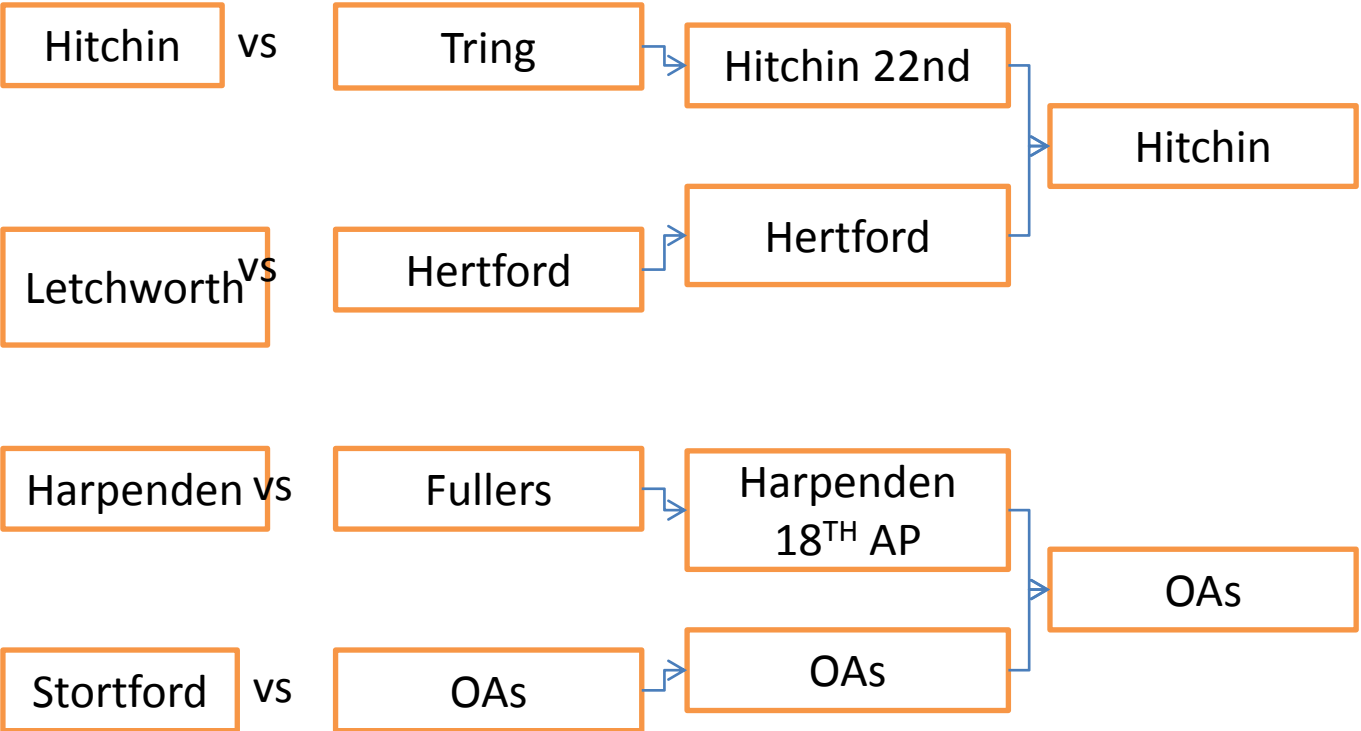 Hitchin vs Tring
Hitchin 22nd
Hitchin
Letchworth vs Hertford
Hertford
Harpenden vs Fullers
Harpenden
18TH AP
OAs
Stortford vs OAs
OAs